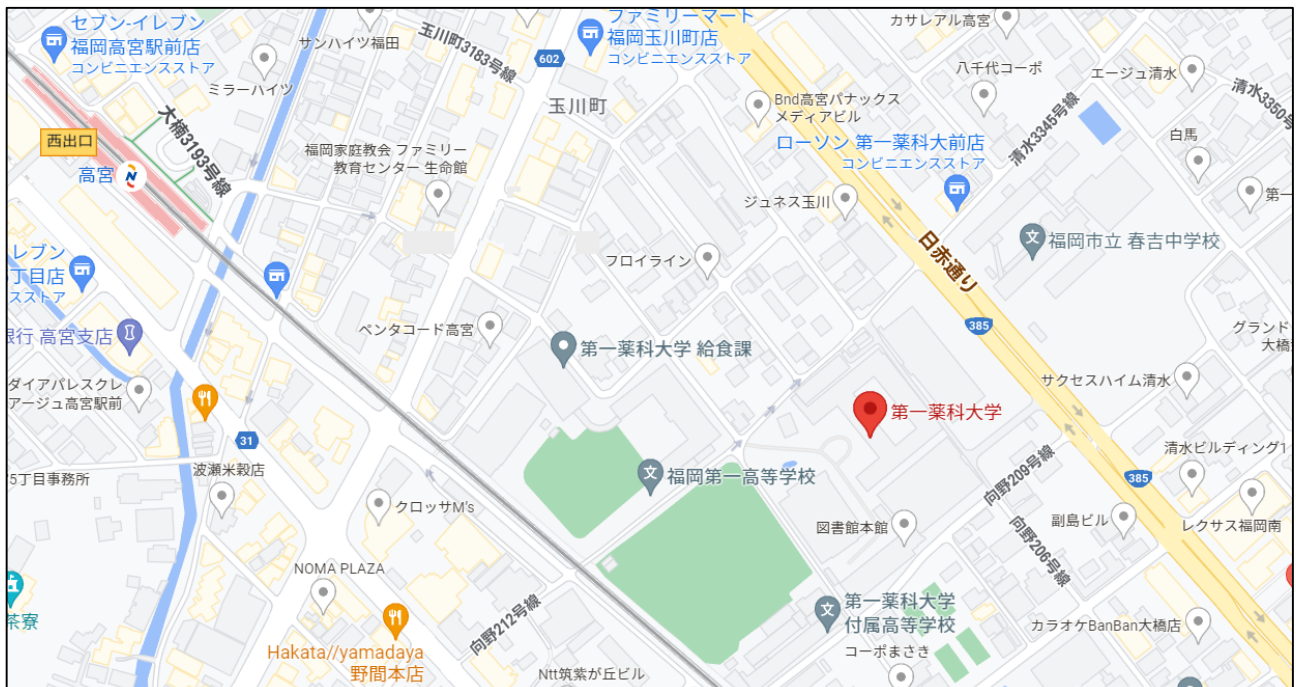 セブン-イレブン
福岡高宮駅前店
コンビニエンスストア
サンハイツ福田
玉川町3183号線
602
ファミリーマート
福岡玉川町店
コンビニエンスストア
カサレアル高宮
八千代コーポ
エージュ清水
清水3350号
ミラーハイツ
大楠3193号線
玉川町
Bnd高宮パナックス
メディアビル
ローソン 第一薬科大前店
コンビニエンスストア
清水3345号線
白馬
西出口
高宮
福岡家庭教会 ファミリー
教育センター 生命館
ジュネス玉川
第一
レブン
丁目店
スストア
フロイライン
日赤通り
福岡市立 春吉中学校
銀行 高宮支店
ペンタコード高宮
第一薬科大学 給食課
385
グランド
大橋
ダイアパレスクレ
アージュ高宮駅前
サクセスハイム清水
第一薬科大学
31
波瀬米穀店
5丁目事務所
福岡第一高等学校
向野209号線
385
清水ビルディング1
クロッサM's
図書館本館
向野206号線
副島ビル
レクサス福岡南
NOMA PLAZA
茶寮
向野212号線
第一薬科大学
付属高等学校
カラオケBanBan大橋店
Hakata//yamadaya
野間本店
Ntt筑紫が丘ビル
コーポまさき